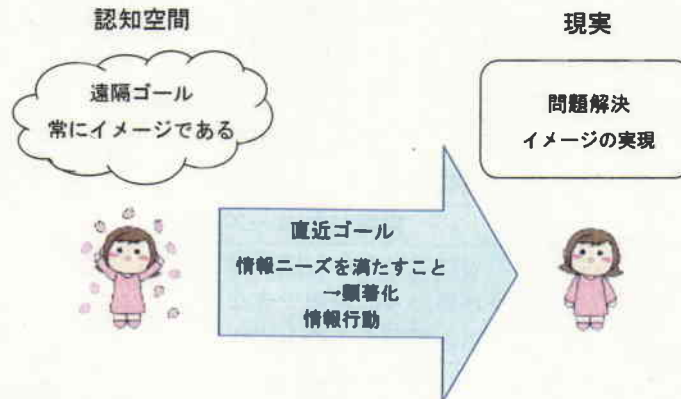 認知空間
現実
遠隔ゴール
常にイメージである
問題解決
イメージの実現
直近ゴール
情報ニーズを満たすこと
→顕著化
情報行動